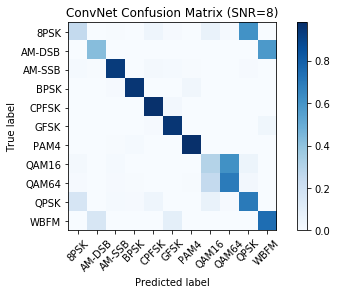 ConvNet Confusion Matrix (SNR=8)
True label
8PSK
AM-DSB
AM-SSB
BPSK
CPFSK
GFSK
PAM4
QAM16
QAM64
QPSK
WBFM
8PSK
AM-DSB
AM-SSB
BPSK
CPFSK
GFSK
PAM4
QAM16
QAM64
QPSK
WBFM
Predicted label
0.8
0.6
0.4
0.2
0.0